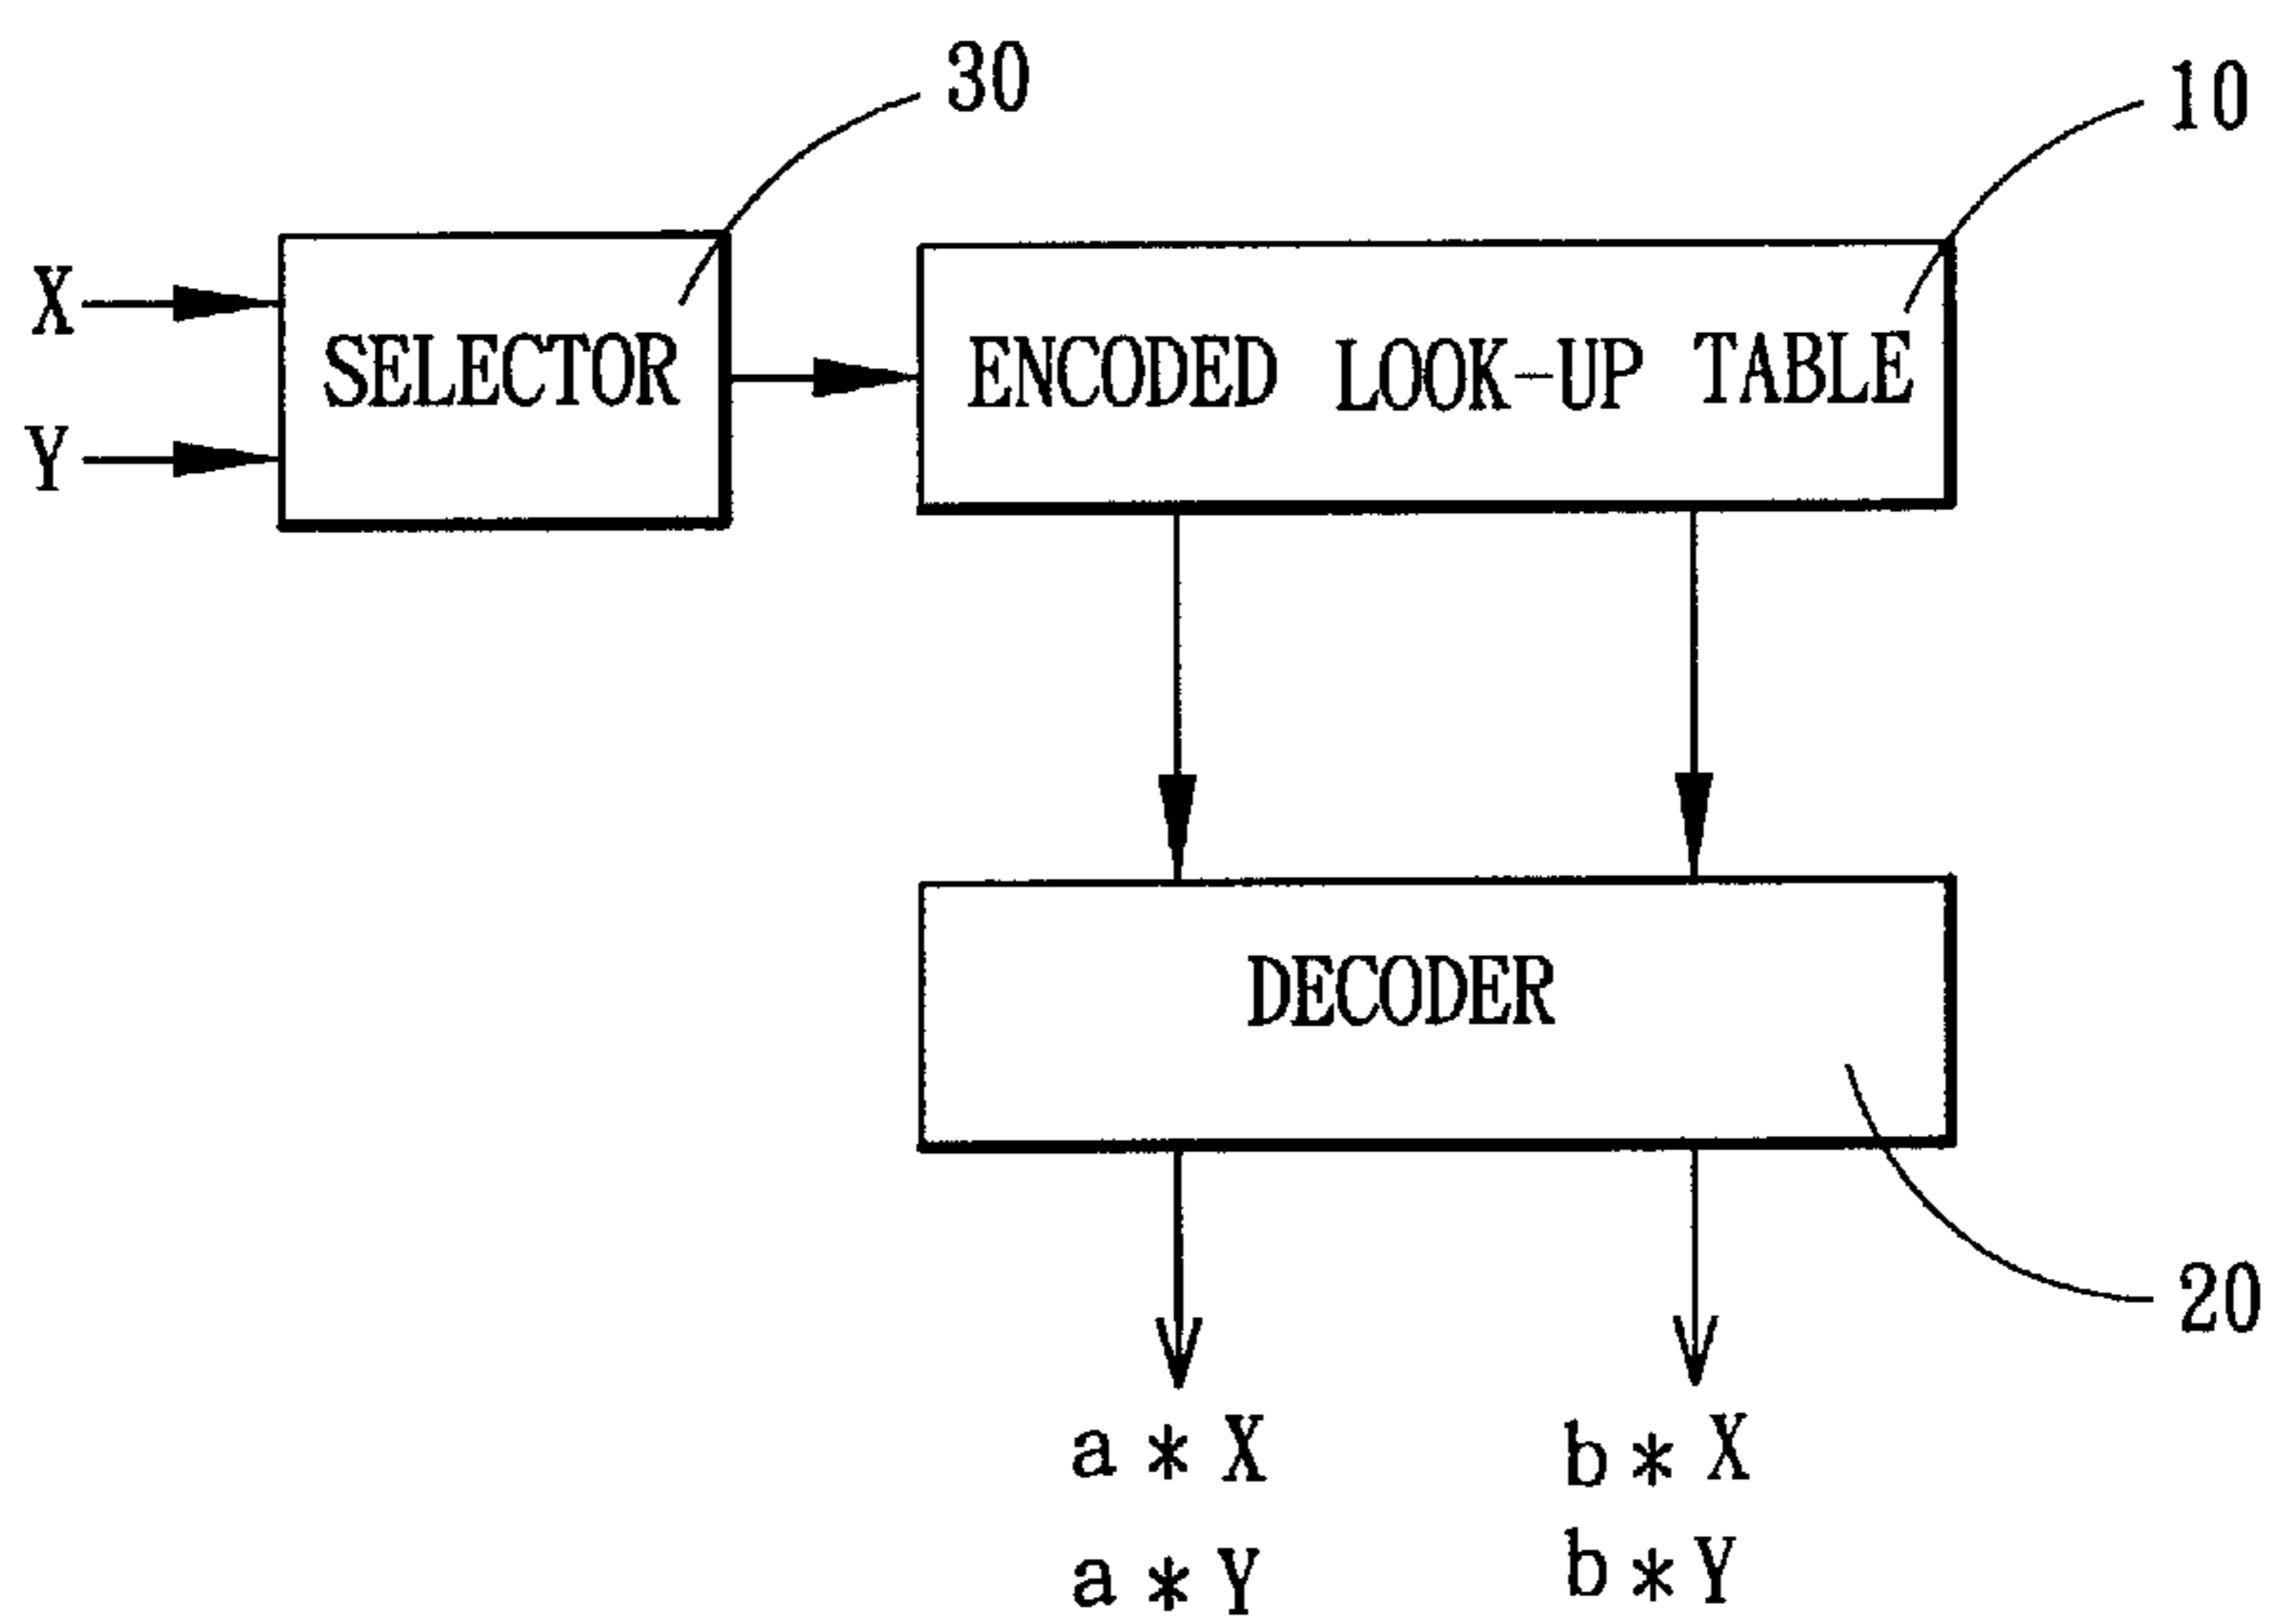 30
10
X
SELECTOR
ENCODED LOOK-UP TABLE
Y
DECODER
20
a * X
b * X
a * Y
b * Y